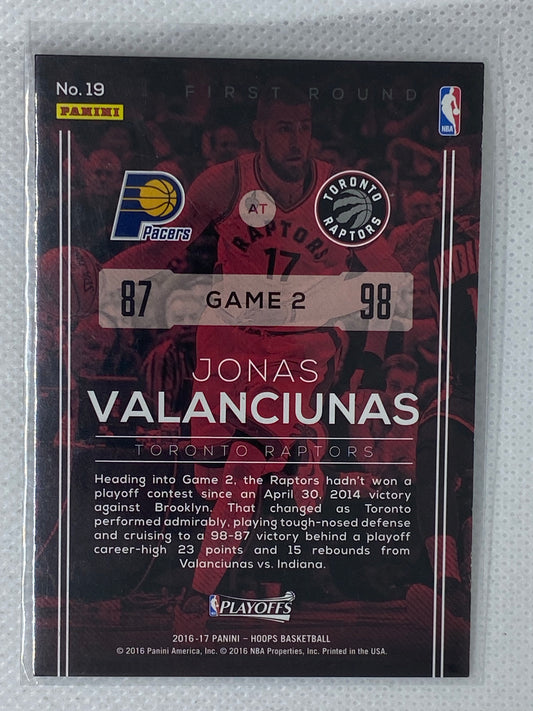 No. 19
FIRST ROUND
PANINI
NBA
Pacers
AT
TORONTO
RAPTORS
RAPTORS
17
87 GAME 2 98
JONAS
VALANCIUNAS
TORONTO RAPTORS
Heading into Game 2, the Raptors hadn't won a
playoff contest since an April 30, 2014 victory
against Brooklyn. That changed as Toronto
performed admirably, playing tough-nosed defense
and cruising to a 98-87 victory behind a playoff
career-high 23 points and 15 rebounds from
Valanciunas vs. Indiana.
PLAYOFFS
2016-17 PANINI – HOOPS BASKETBALL
© 2016 Panini America, Inc. © 2016 NBA Properties, Inc. Printed in the USA.